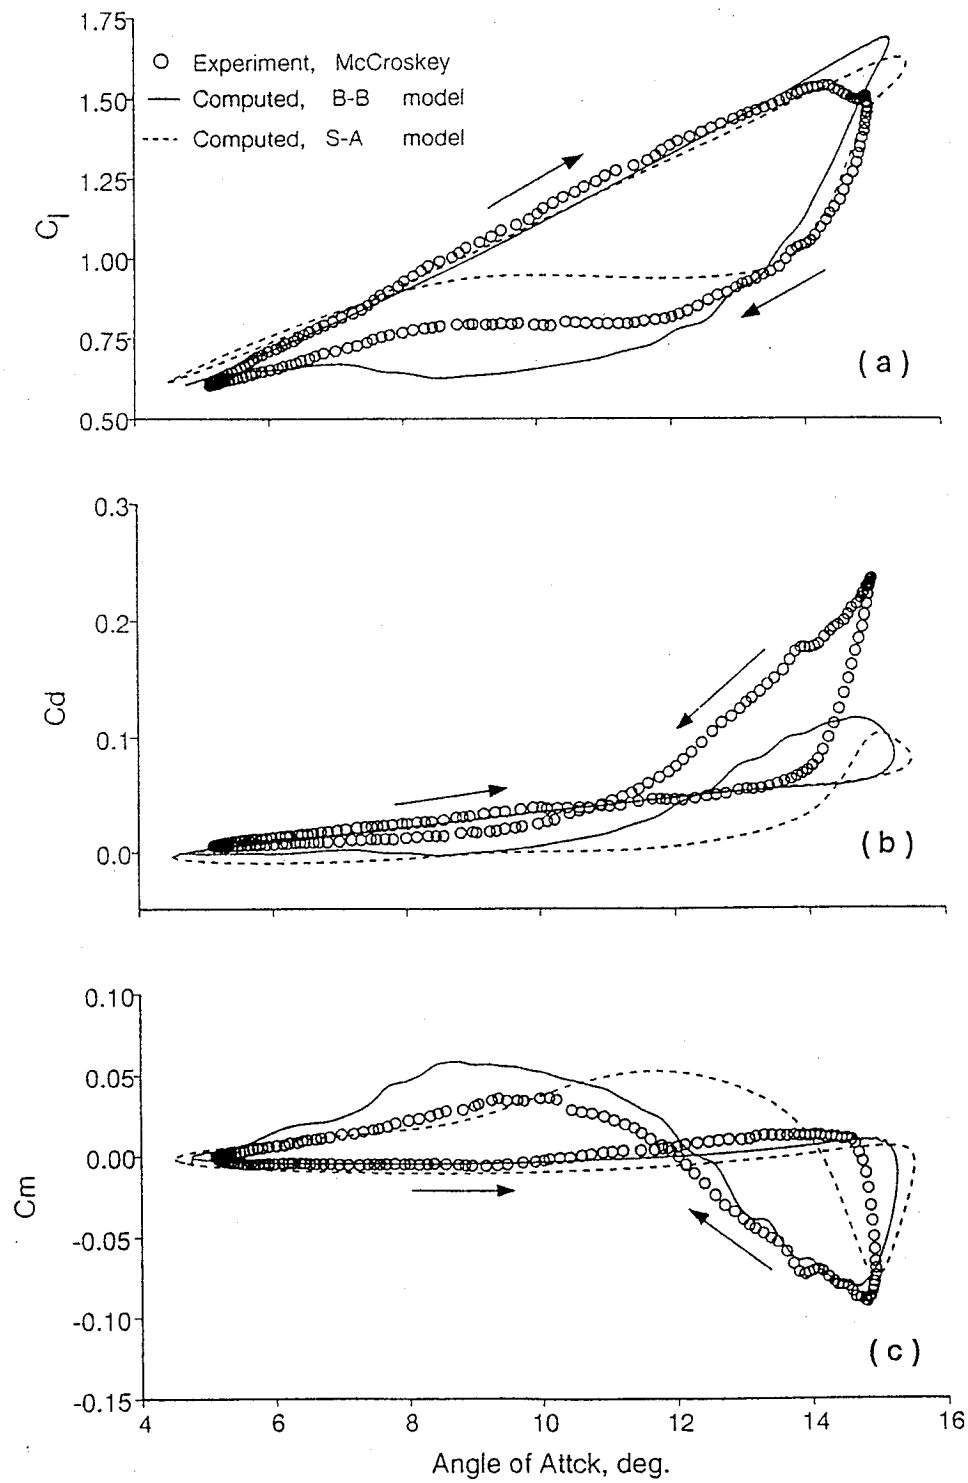 1.75
○ Experiment, McCroskey
1.50
— Computed, B-B model
---- Computed, S-A model
1.25
Cl
1.00
0.75
(a)
0.50
0.3
0.2
Cd
0.1
0.0
(b)
0.10
0.05
0.00
Cm
-0.05
-0.10
(c)
-0.15
4 6 8 10 12 14 16
Angle of Attck, deg.